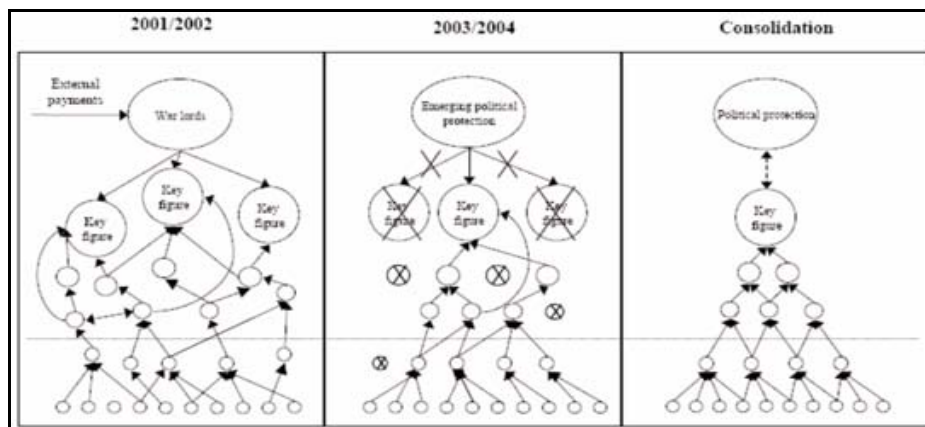 2001/2002
2003/2004
Consolidation
External
payments
War lords
Key
figure
Key
figure
Key
figure
Emerging political
protection
Key
figure
Key
figure
Key
figure
Political protection
Key
figure